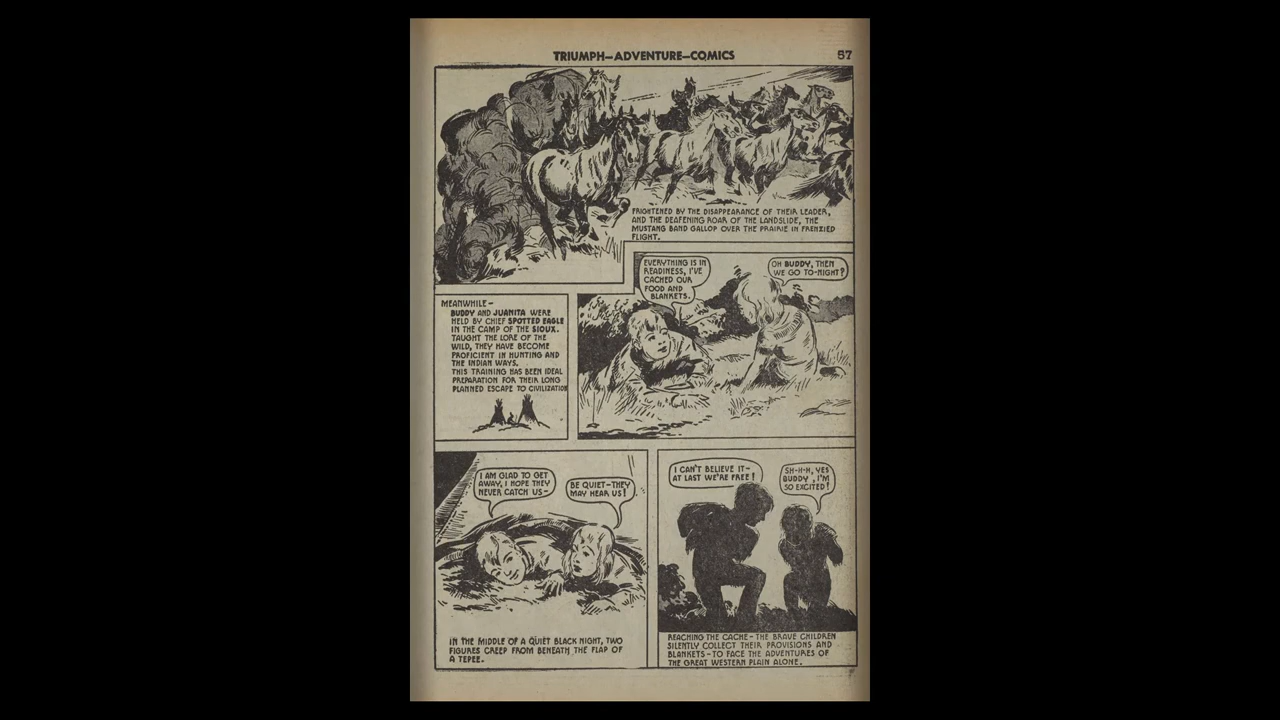 TRIUMPH-ADVENTURE-COMICS
57
FRIGHTENED BY THE DISAPPEARANCE OF THEIR LEADER,
AND THE DEAFENING ROAR OF THE LANDSLIDE, THE
MUSTANG BAND GALLOP OVER THE PRAIRIE IN FRENZIED
FLIGHT.
MEANWHILE-
BUDDY AND JUANITA WERE
HELD BY CHIEF SPOTTED EAGLE
IN THE CAMP OF THE SIOUX.
TAUGHT THE LORE OF THE
WILD, THEY HAVE BECOME
PROFICIENT IN HUNTING AND
THE INDIAN WAYS.
THIS TRAINING HAS BEEN IDEAL
PREPARATION FOR THEIR LONG
PLANNED ESCAPE TO CIVILIZATION
EVERYTHING IS IN
READINESS, I'VE
CACHED OUR
FOOD AND
BLANKETS.
OH BUDDY, THEN
WE GO TO-NIGHT?
I AM GLAD TO GET
AWAY, I HOPE THEY
NEVER CATCH US-
BE QUIET-THEY
MAY HEAR US!
IN THE MIDDLE OF A QUIET BLACK NIGHT, TWO
FIGURES CREEP FROM BENEATH THE FLAP OF
A TEPEE.
I CAN'T BELIEVE IT-
AT LAST WE'RE FREE!
SH-H-H, YES
BUDDY, I'M
SO EXCITED!
REACHING THE CACHE-THE BRAVE CHILDREN
SILENTLY COLLECT THEIR PROVISIONS AND
BLANKETS-TO FACE THE ADVENTURES OF
THE GREAT WESTERN PLAIN ALONE.